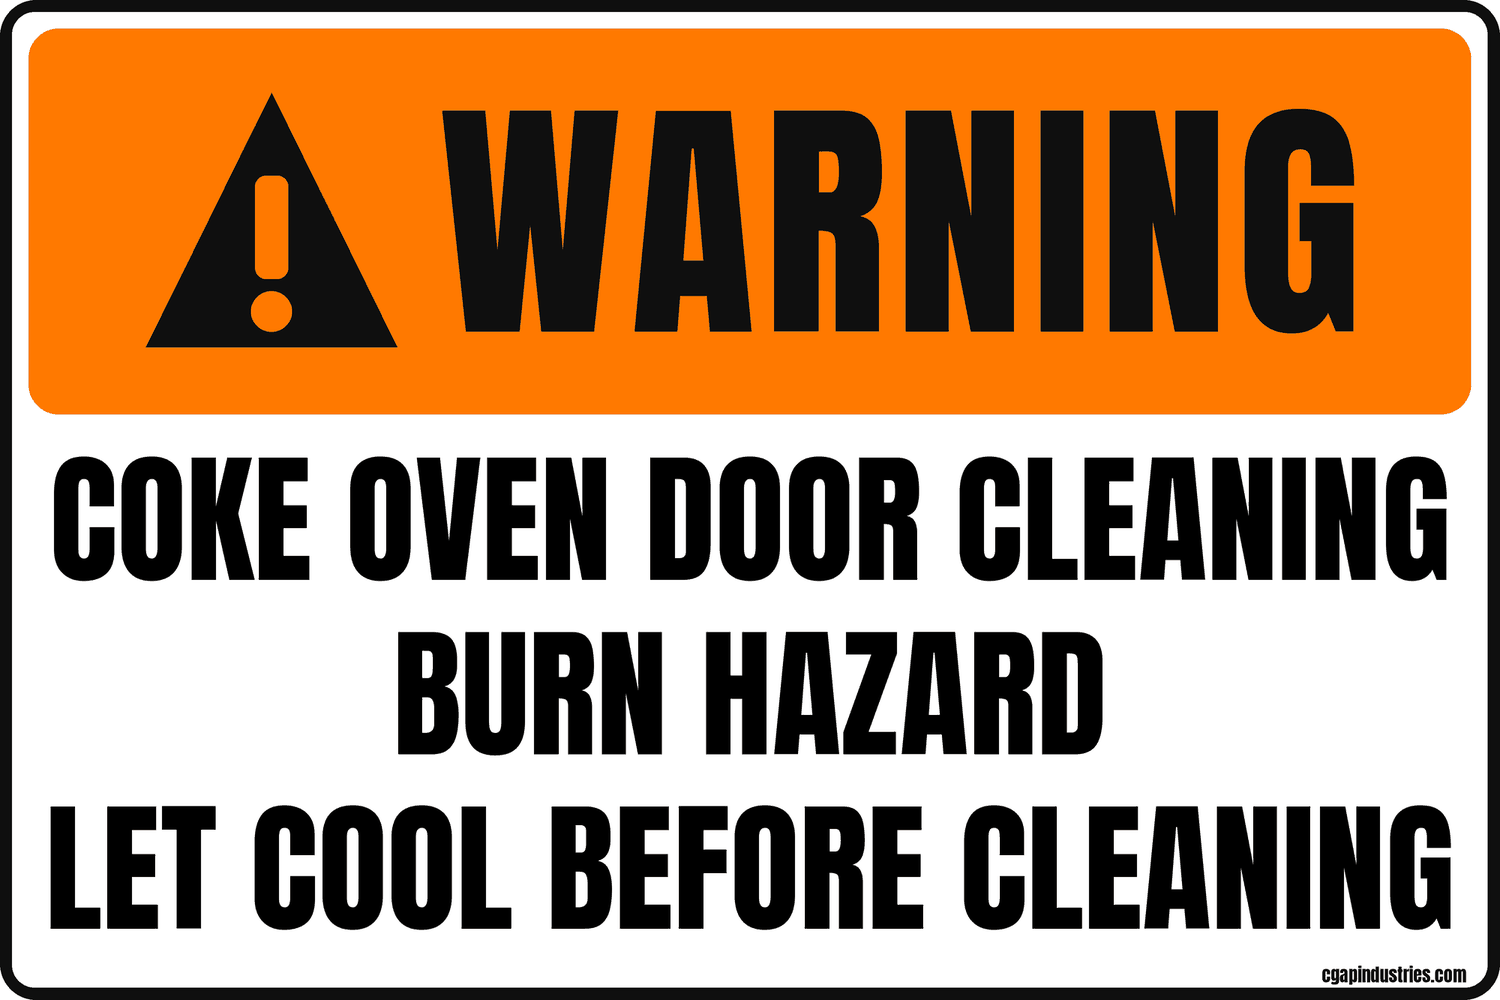 WARNING
COKE OVEN DOOR CLEANING
BURN HAZARD
LET COOL BEFORE CLEANING
cgapindustries.com